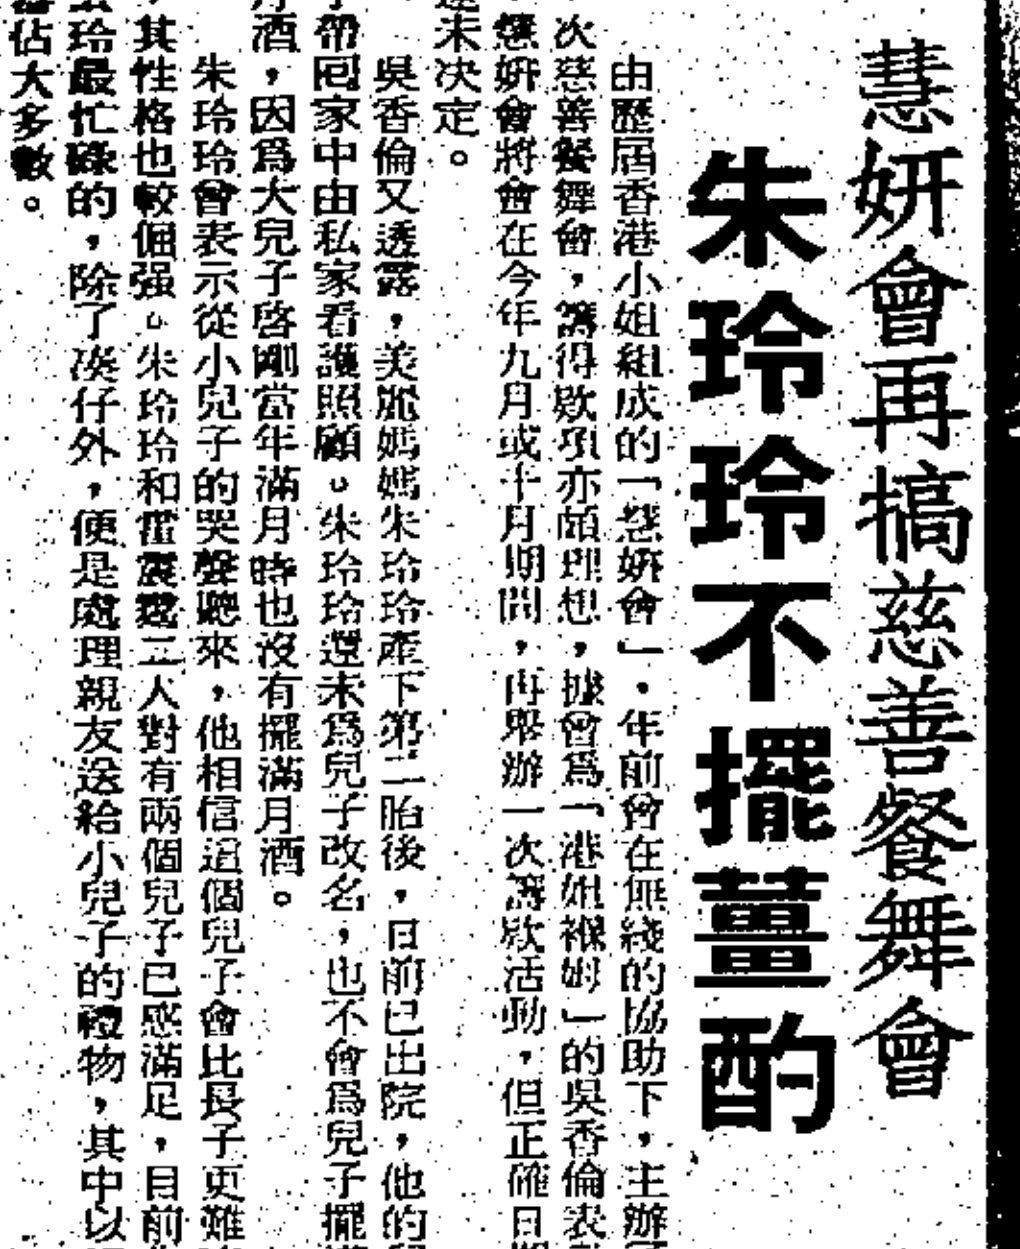 慧妍會再搞慈善餐舞會
朱玲玲不擺薑酌
由歷屆香港小姐組成的「慧妍會」，年前曾在無綫的協助下，主辦
次慈善餐舞會，籌得欵項亦頗理想，據曾爲「港姐褓姆」的吳香倫表
慧妍會將會在今年九月或十月期間，再舉辦一次籌欵活動，但正確日
未決定。
吳香倫又透露，美麗媽媽朱玲玲產下第二胎後，日前已出院，他的
帶囘家中由私家看護照顧。朱玲玲還未爲兒子改名，也不會爲兒子擺
酒，因爲大兒子啓剛當年滿月時也沒有擺滿月酒。
朱玲玲曾表示從小兒子的哭聲聽來，他相信這個兒子會比長子更難
，其性格也較倔强。朱玲玲和霍震霆二人對有兩個兒子已感滿足，目前
玲最忙碌的，除了湊仔外，便是處理親友送給小兒子的禮物，其中以
佔大多數。